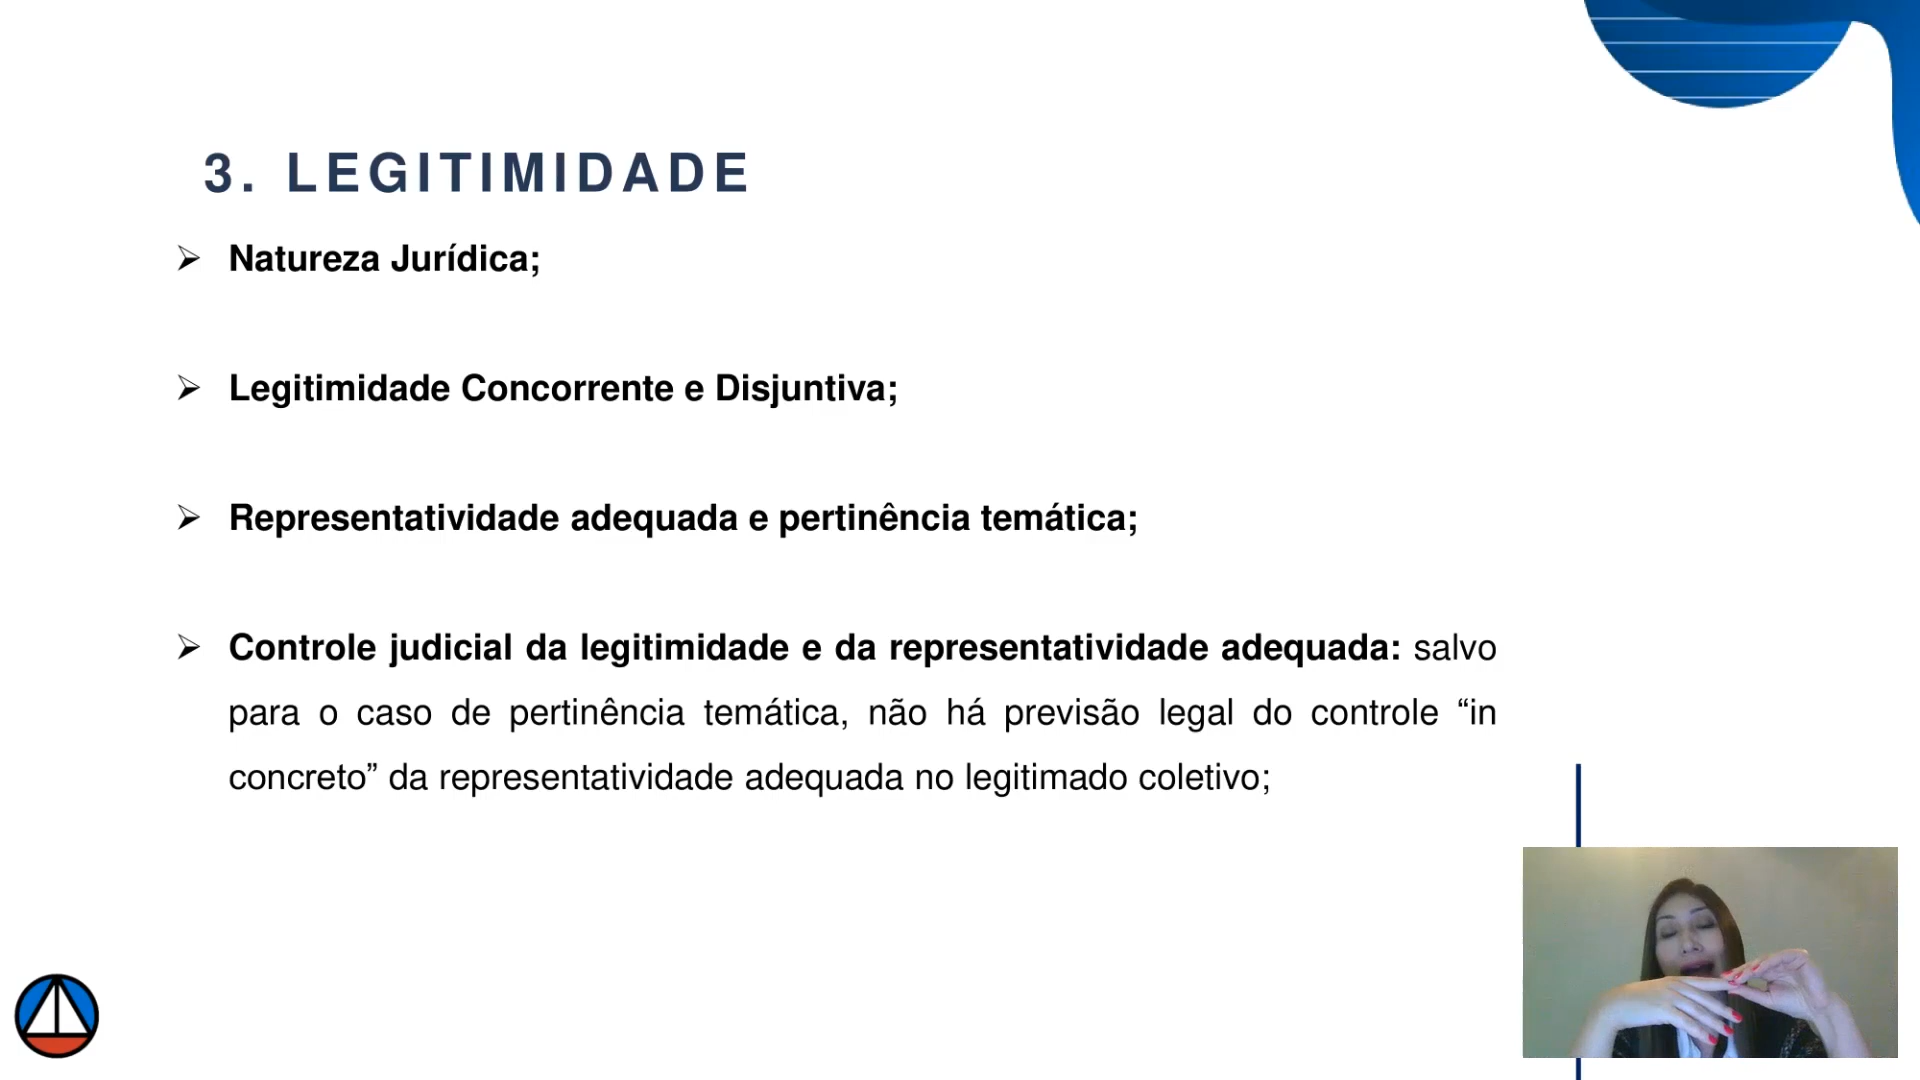 3. LEGITIMIDADE
➢ Natureza Jurídica;
➢ Legitimidade Concorrente e Disjuntiva;
➢ Representatividade adequada e pertinência temática;
➢ Controle judicial da legitimidade e da representatividade adequada: salvo
para o caso de pertinência temática, não há previsão legal do controle “in
concreto” da representatividade adequada no legitimado coletivo;